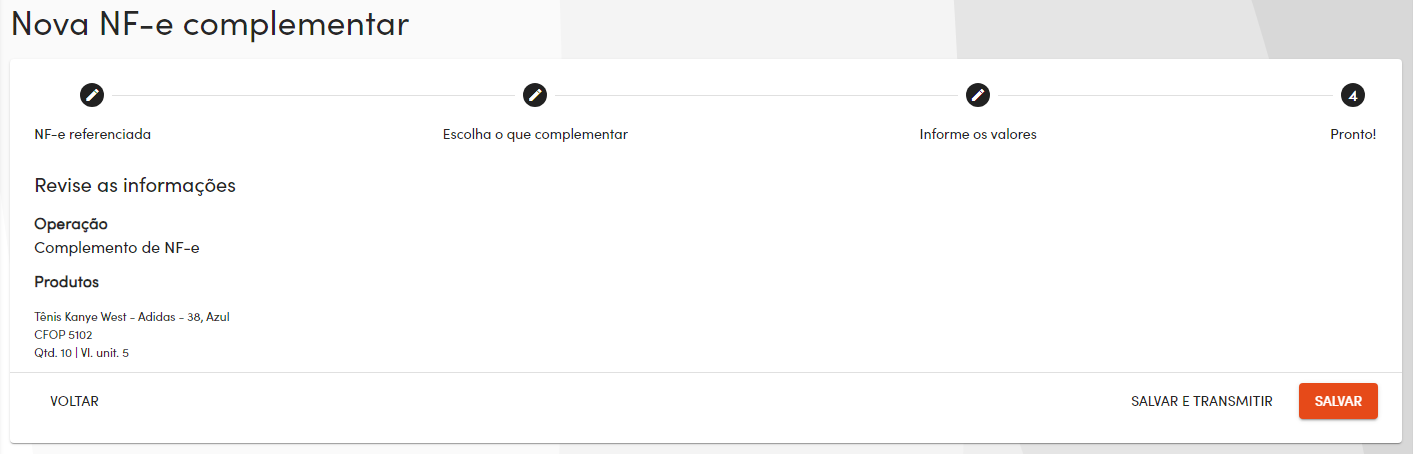 Nova NF-e complementar
4
NF-e referenciada
Escolha o que complementar
Informe os valores
Pronto!
Revise as informações
Operação
Complemento de NF-e
Produtos
Tênis Kanye West - Adidas - 38, Azul
CFOP 5102
Qtd. 10 | Vl. unit. 5
VOLTAR
SALVAR E TRANSMITIR
SALVAR